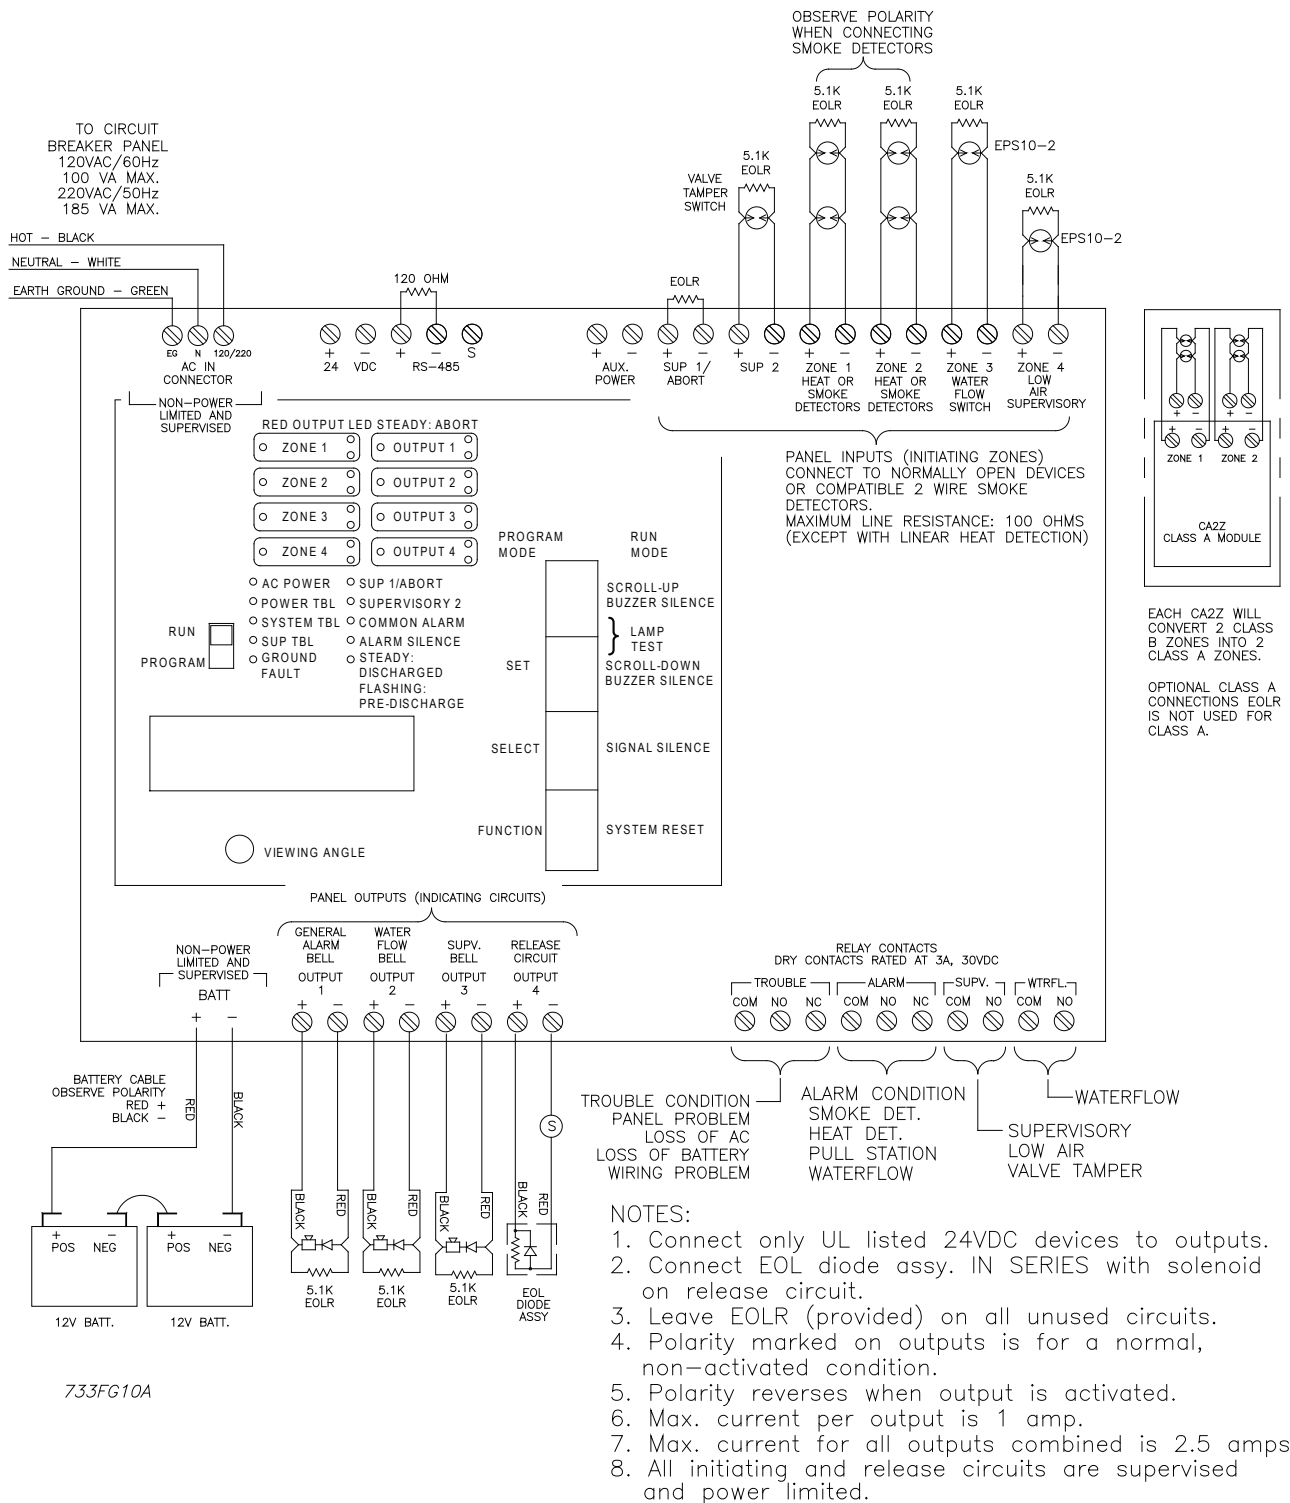 OBSERVE POLARITY
WHEN CONNECTING
SMOKE DETECTORS
5.1K
EOLR
5.1K
EOLR
5.1K
EOLR
EPS10-2
5.1K
EOLR
VALVE
TAMPER
SWITCH
5.1K
EOLR
EPS10-2
TO CIRCUIT
BREAKER PANEL
120VAC/60Hz
100 VA MAX.
220VAC/50Hz
185 VA MAX.
HOT - BLACK
NEUTRAL - WHITE
EARTH GROUND - GREEN
120 OHM
EOLR
EG N 120/220
AC IN
CONNECTOR
NON-POWER
LIMITED AND
SUPERVISED
+ -
24 VDC
+ - S
RS-485
+ -
AUX.
POWER
+ -
SUP 1/
ABORT
+ -
SUP 2
+ -
ZONE 1
HEAT OR
SMOKE
DETECTORS
+ -
ZONE 2
HEAT OR
SMOKE
DETECTORS
+ -
ZONE 3
WATER
FLOW
SWITCH
+ -
ZONE 4
LOW
AIR
SUPERVISORY
PANEL INPUTS (INITIATING ZONES)
CONNECT TO NORMALLY OPEN DEVICES
OR COMPATIBLE 2 WIRE SMOKE
DETECTORS.
MAXIMUM LINE RESISTANCE: 100 OHMS
(EXCEPT WITH LINEAR HEAT DETECTION)
+ - + -
+ - + -
ZONE 1 ZONE 2
CA2Z
CLASS A MODULE
EACH CA2Z WILL
CONVERT 2 CLASS
B ZONES INTO 2
CLASS A ZONES.
OPTIONAL CLASS A
CONNECTIONS EOLR
IS NOT USED FOR
CLASS A.
RED OUTPUT LED STEADY: ABORT
ZONE 1 OUTPUT 1
ZONE 2 OUTPUT 2
ZONE 3 OUTPUT 3
ZONE 4 OUTPUT 4
AC POWER SUP 1/ABORT
POWER TBL SUPERVISORY 2
SYSTEM TBL COMMON ALARM
SUP TBL ALARM SILENCE
GROUND
FAULT
STEADY:
DISCHARGED
FLASHING:
PRE-DISCHARGE
RUN
PROGRAM
PROGRAM
MODE
RUN
MODE
SCROLL-UP
BUZZER SILENCE
LAMP
TEST
SET
SCROLL-DOWN
BUZZER SILENCE
SELECT
SIGNAL SILENCE
FUNCTION
SYSTEM RESET
VIEWING ANGLE
PANEL OUTPUTS (INDICATING CIRCUITS)
NON-POWER
LIMITED AND
SUPERVISED
BATT
+ -
GENERAL
ALARM
BELL
OUTPUT
1
+ -
WATER
FLOW
BELL
OUTPUT
2
+ -
SUPV.
BELL
OUTPUT
3
+ -
RELEASE
CIRCUIT
OUTPUT
4
+ -
RELAY CONTACTS
DRY CONTACTS RATED AT 3A, 30VDC
TROUBLE ALARM SUPV. WTRFL.
COM NO NC COM NO NC COM NO COM NO
BATTERY CABLE
OBSERVE POLARITY
RED +
BLACK -
RED
BLACK
S
BLACK RED
BLACK RED
BLACK RED
BLACK RED
+ -
POS NEG
+ -
POS NEG
12V BATT. 12V BATT.
5.1K
EOLR
5.1K
EOLR
5.1K
EOLR
EOL
DIODE
ASSY
TROUBLE CONDITION
PANEL PROBLEM
LOSS OF AC
LOSS OF BATTERY
WIRING PROBLEM
ALARM CONDITION
SMOKE DET.
HEAT DET.
PULL STATION
WATERFLOW
SUPERVISORY
LOW AIR
VALVE TAMPER
WATERFLOW
733FG10A
NOTES:
1. Connect only UL listed 24VDC devices to outputs.
2. Connect EOL diode assy. IN SERIES with solenoid
on release circuit.
3. Leave EOLR (provided) on all unused circuits.
4. Polarity marked on outputs is for a normal,
non-activated condition.
5. Polarity reverses when output is activated.
6. Max. current per output is 1 amp.
7. Max. current for all outputs combined is 2.5 amps
8. All initiating and release circuits are supervised
and power limited.